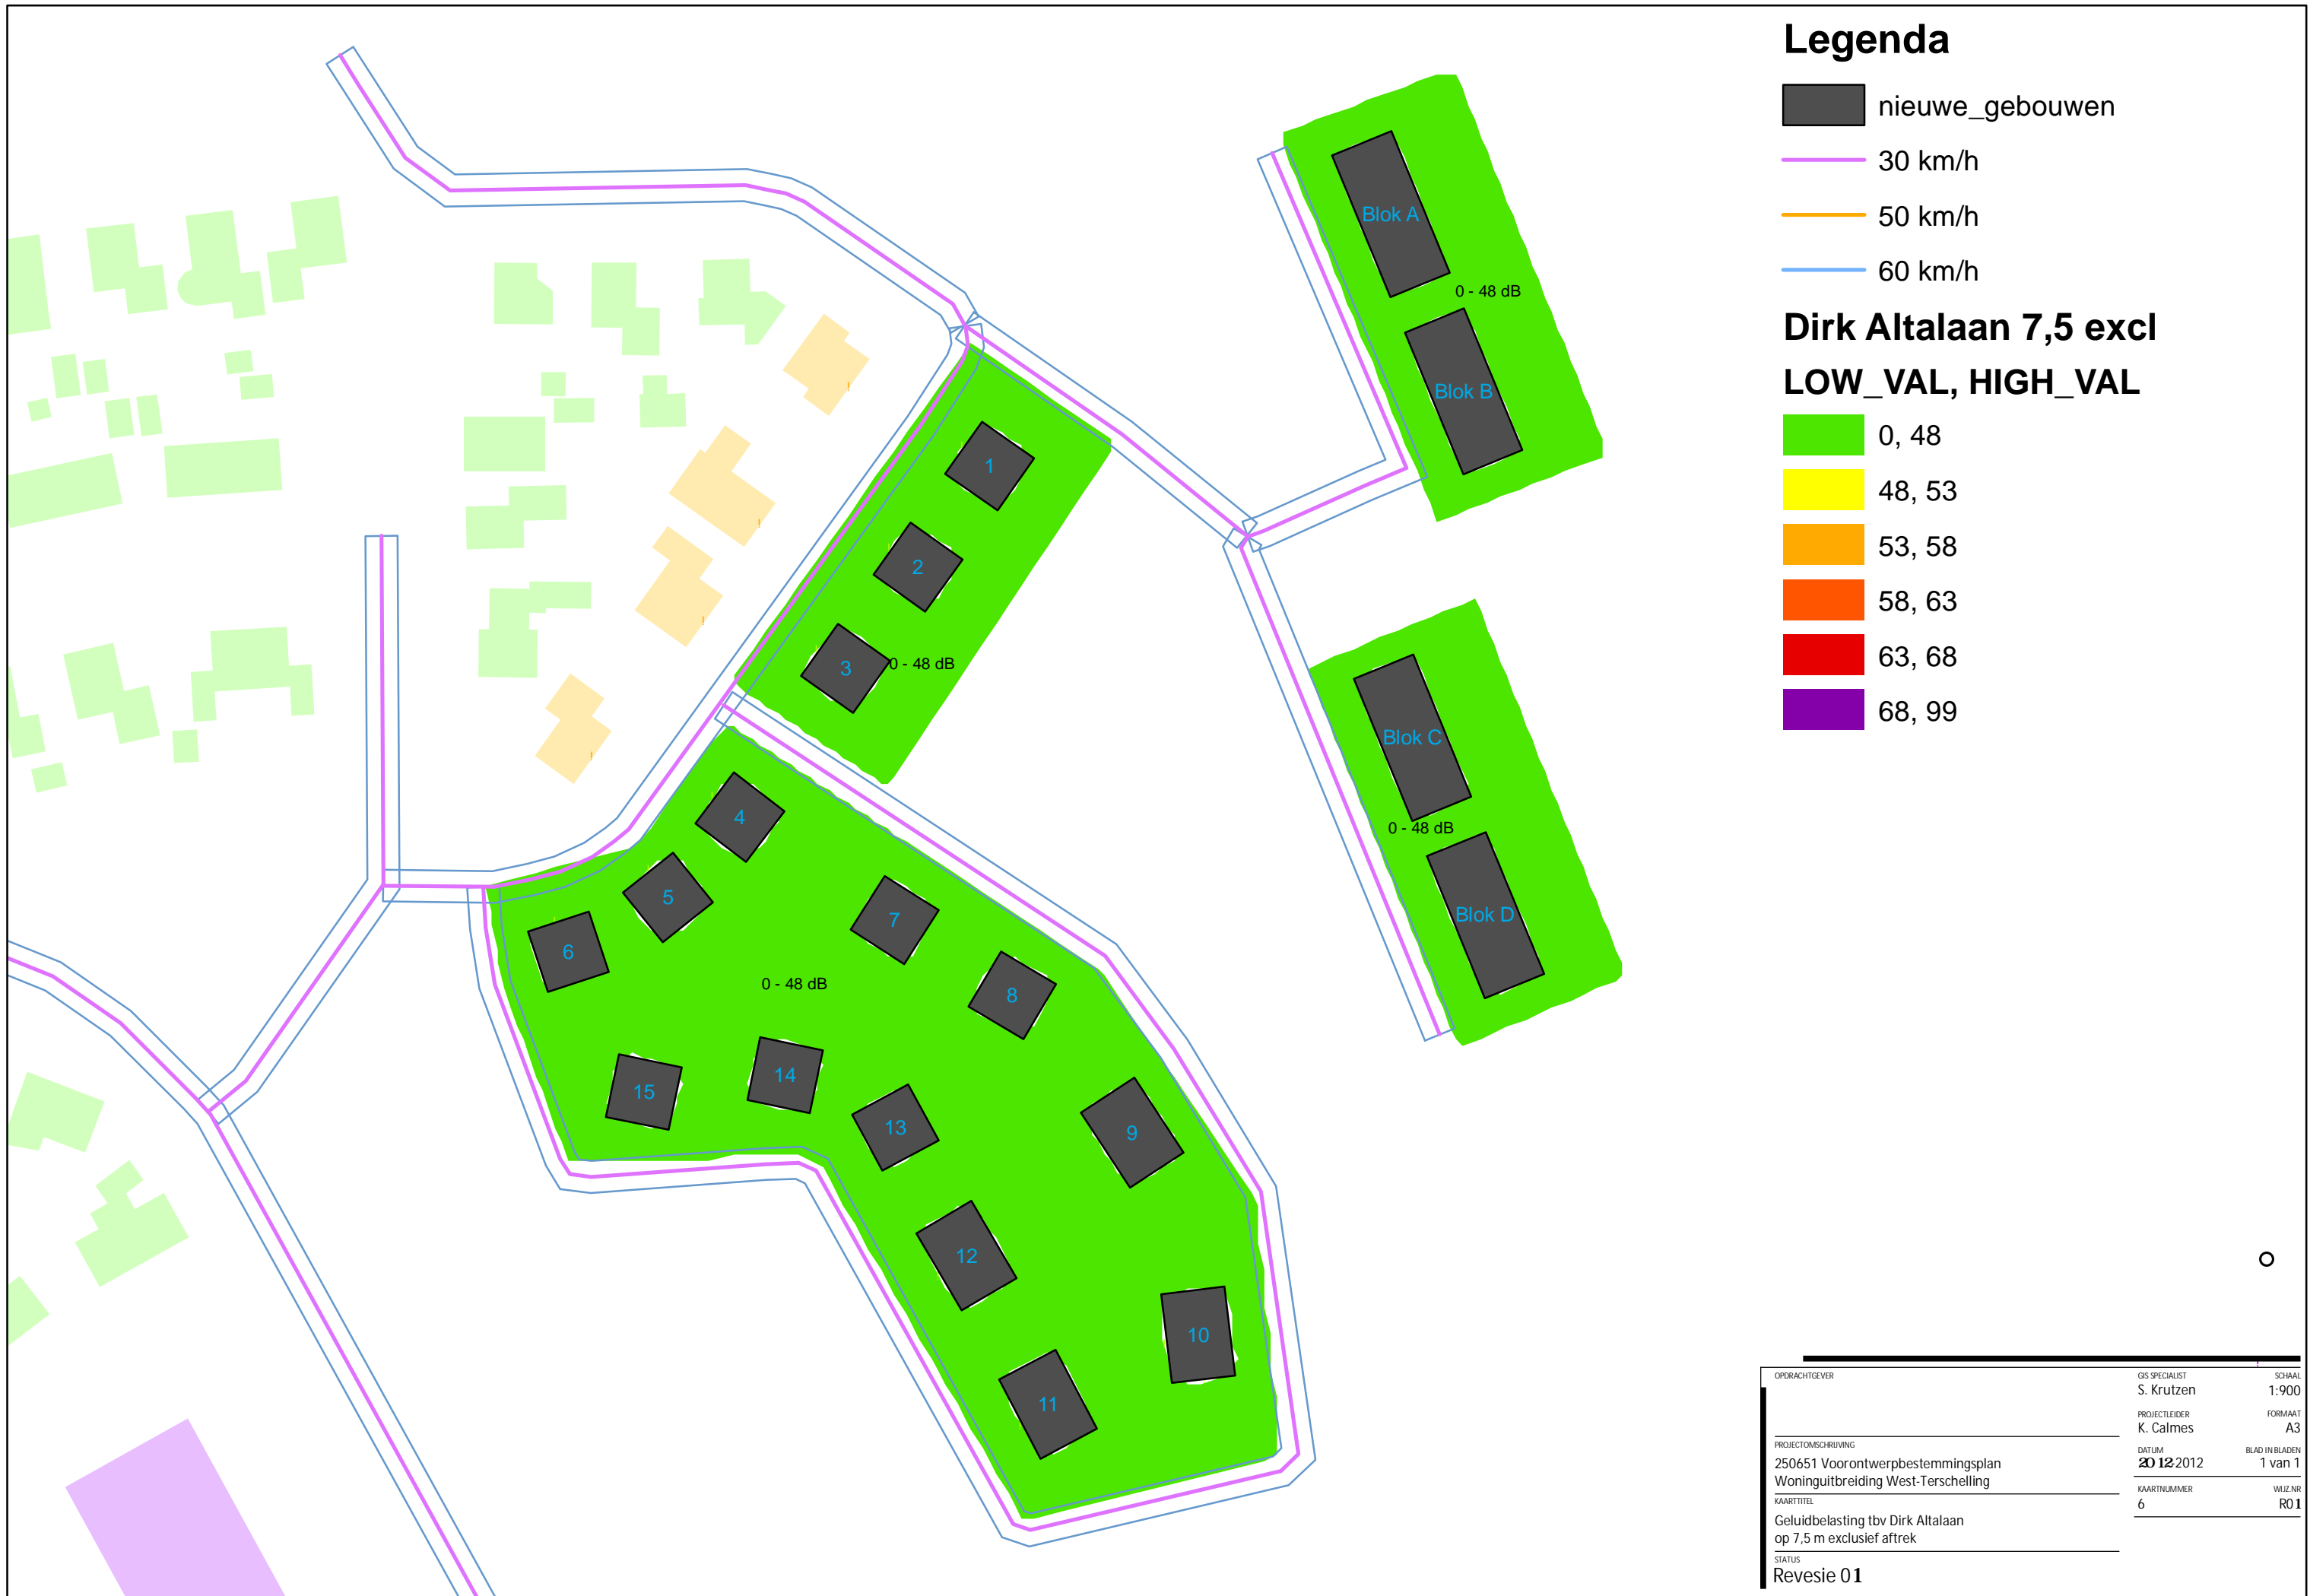 Legenda
nieuwe_gebouwen
30 km/h
50 km/h
60 km/h
Dirk Altalaan 7,5 excl
LOW_VAL, HIGH_VAL
0, 48
48, 53
53, 58
58, 63
63, 68
68, 99
Blok A
0 - 48 dB
Blok B
1
2
3
0 - 48 dB
Blok C
0 - 48 dB
Blok D
4
5
6
7
8
0 - 48 dB
15
14
13
9
12
10
11
OPDRACHTGEVER
GIS SPECIALIST
SCHAAL
S. Krutzen
1:900
PROJECTLEIDER
FORMAAT
K. Calmes
A3
PROJECTOMSCHRIJVING
DATUM
BLAD IN BLADEN
250651 Voorontwerpbestemmingsplan
20 12-2012
1 van 1
Woninguitbreiding West-Terschelling
KAARTNUMMER
WIJZ.NR
KAARTTITEL
6
R01
Geluidbelasting tbv Dirk Altalaan
op 7,5 m exclusief aftrek
STATUS
Revesie 01